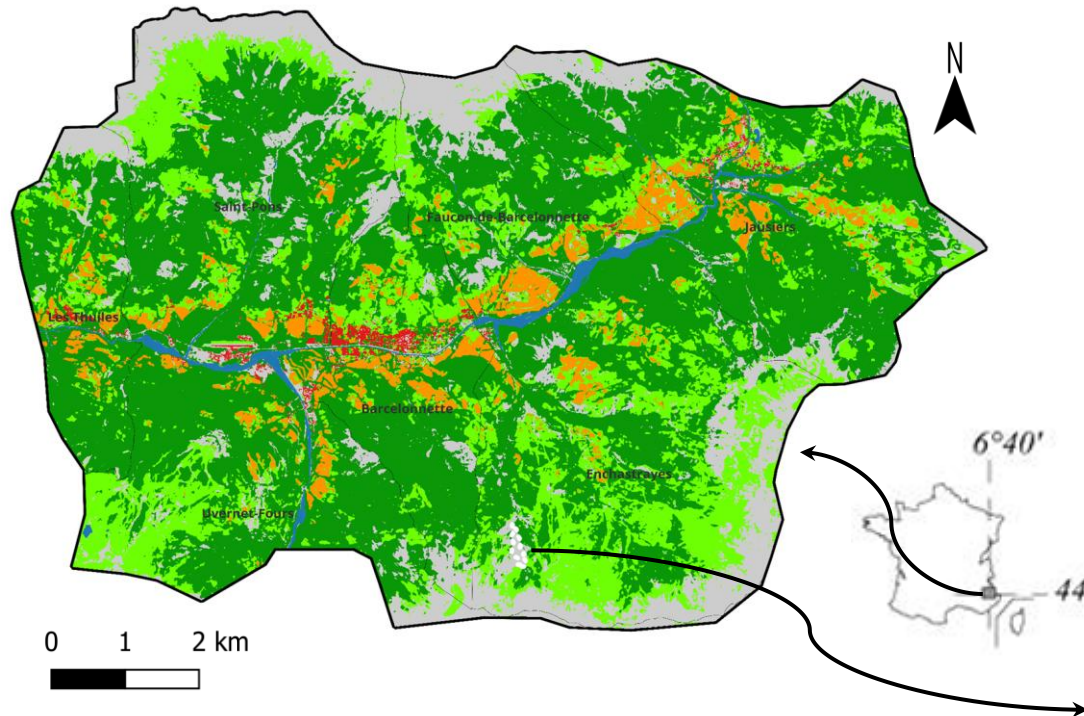 N
Saint-Pons
Faucon-de-Barcelonnette
Jausiers
Les Thuiles
Barcelonnette
6°40'
Enchastrayes
Uvernet-Fours
44
0 1 2 km